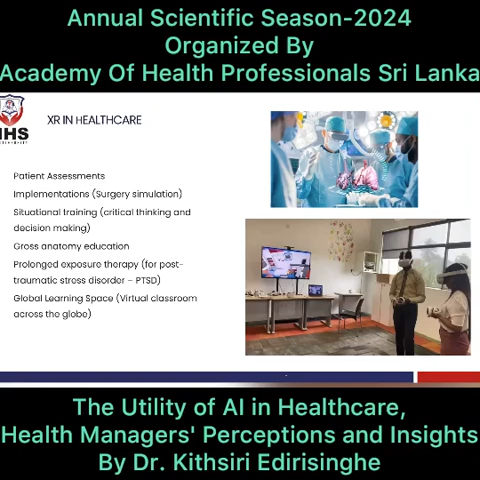 Annual Scientific Season-2024
Organized By
Academy Of Health Professionals Sri Lanka
XR IN HEALTHCARE
Patient Assessments
Implementations (Surgery simulation)
Situational training (critical thinking and
decision making)
Gross anatomy education
Prolonged exposure therapy (for post-
traumatic stress disorder – PTSD)
Global Learning Space (Virtual classroom
across the globe)
The Utility of AI in Healthcare,
Health Managers' Perceptions and Insights
By Dr. Kithsiri Edirisinghe